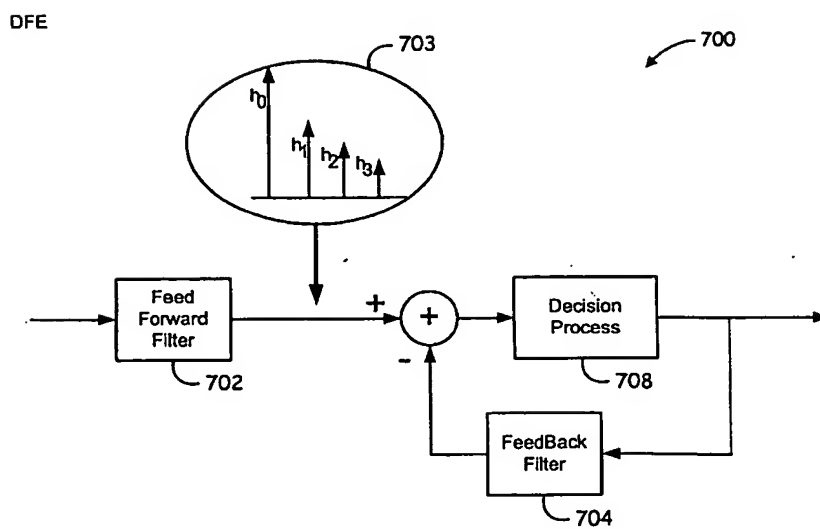 DFE
703
700
h0
h1
h2
h3
Feed
Forward
Filter
702
+
+
-
Decision
Process
708
FeedBack
Filter
704